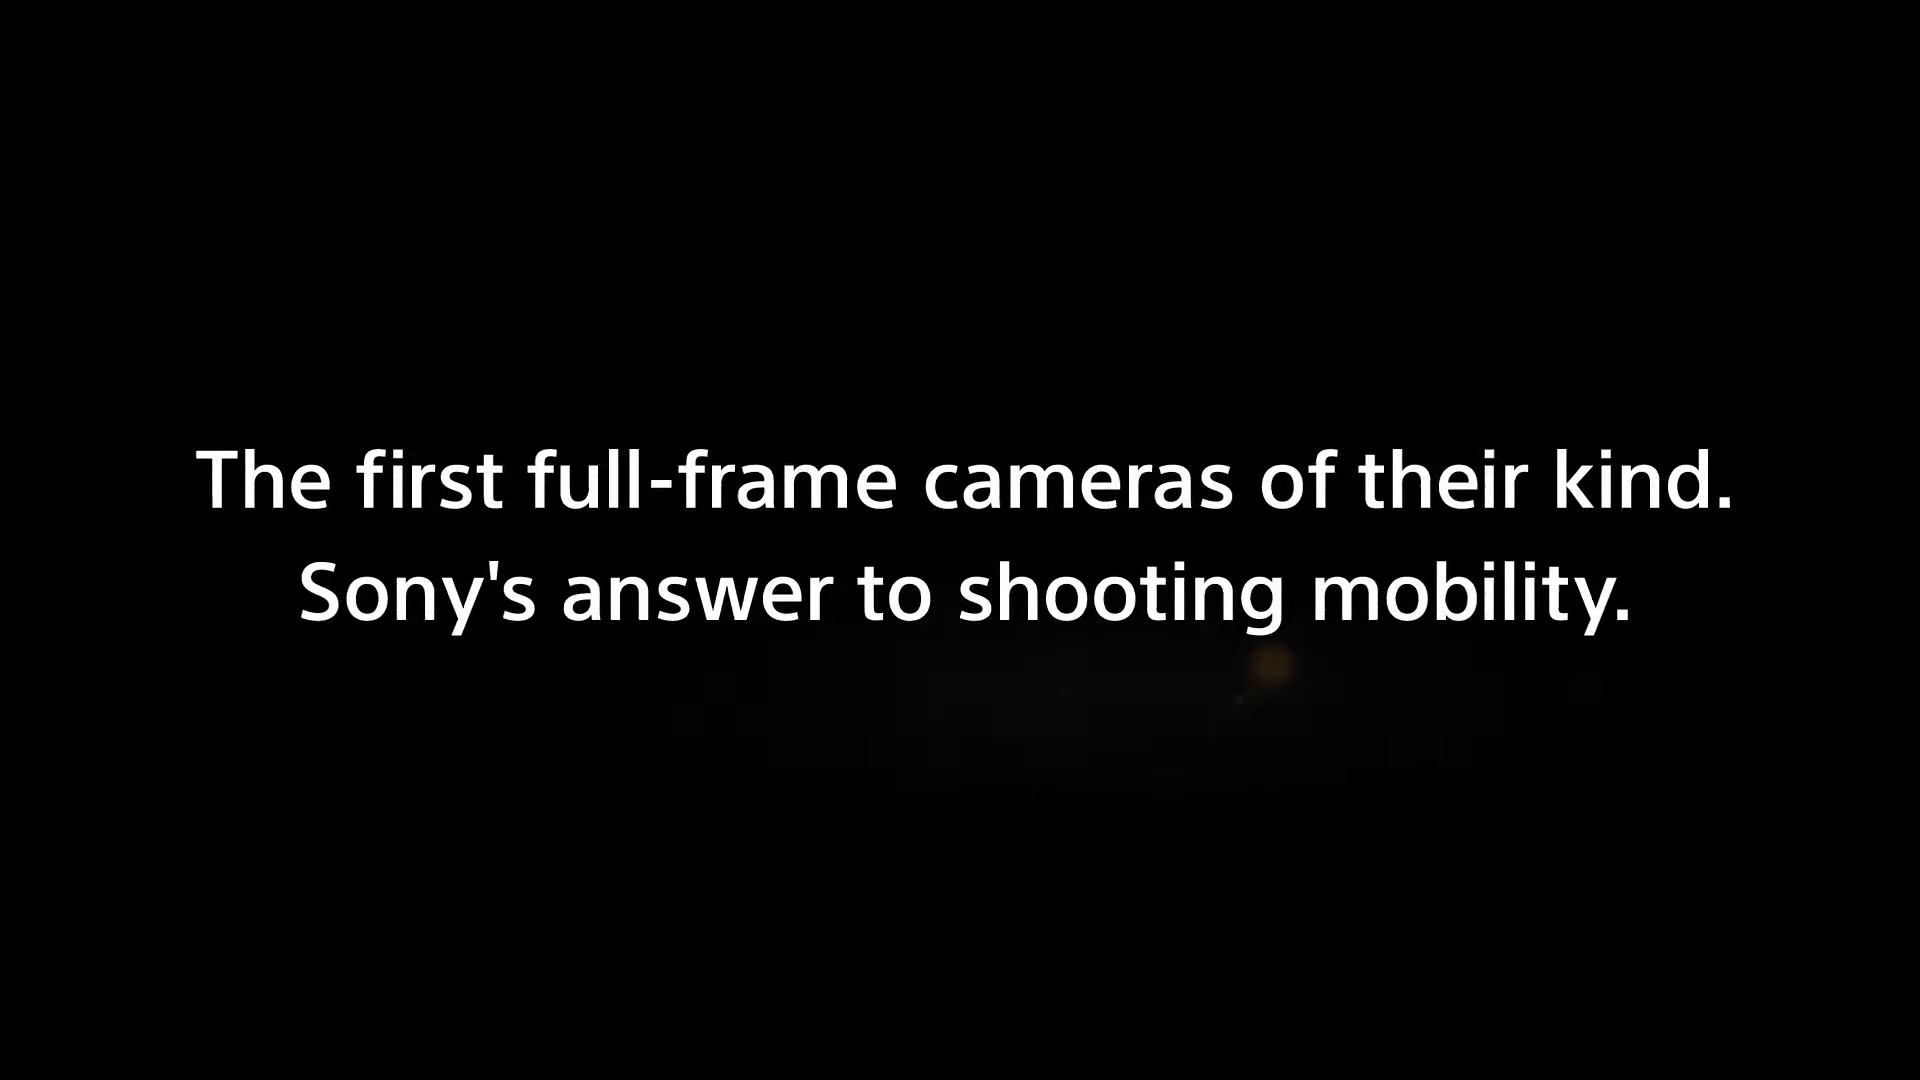 The first full-frame cameras of their kind.
Sony's answer to shooting mobility.